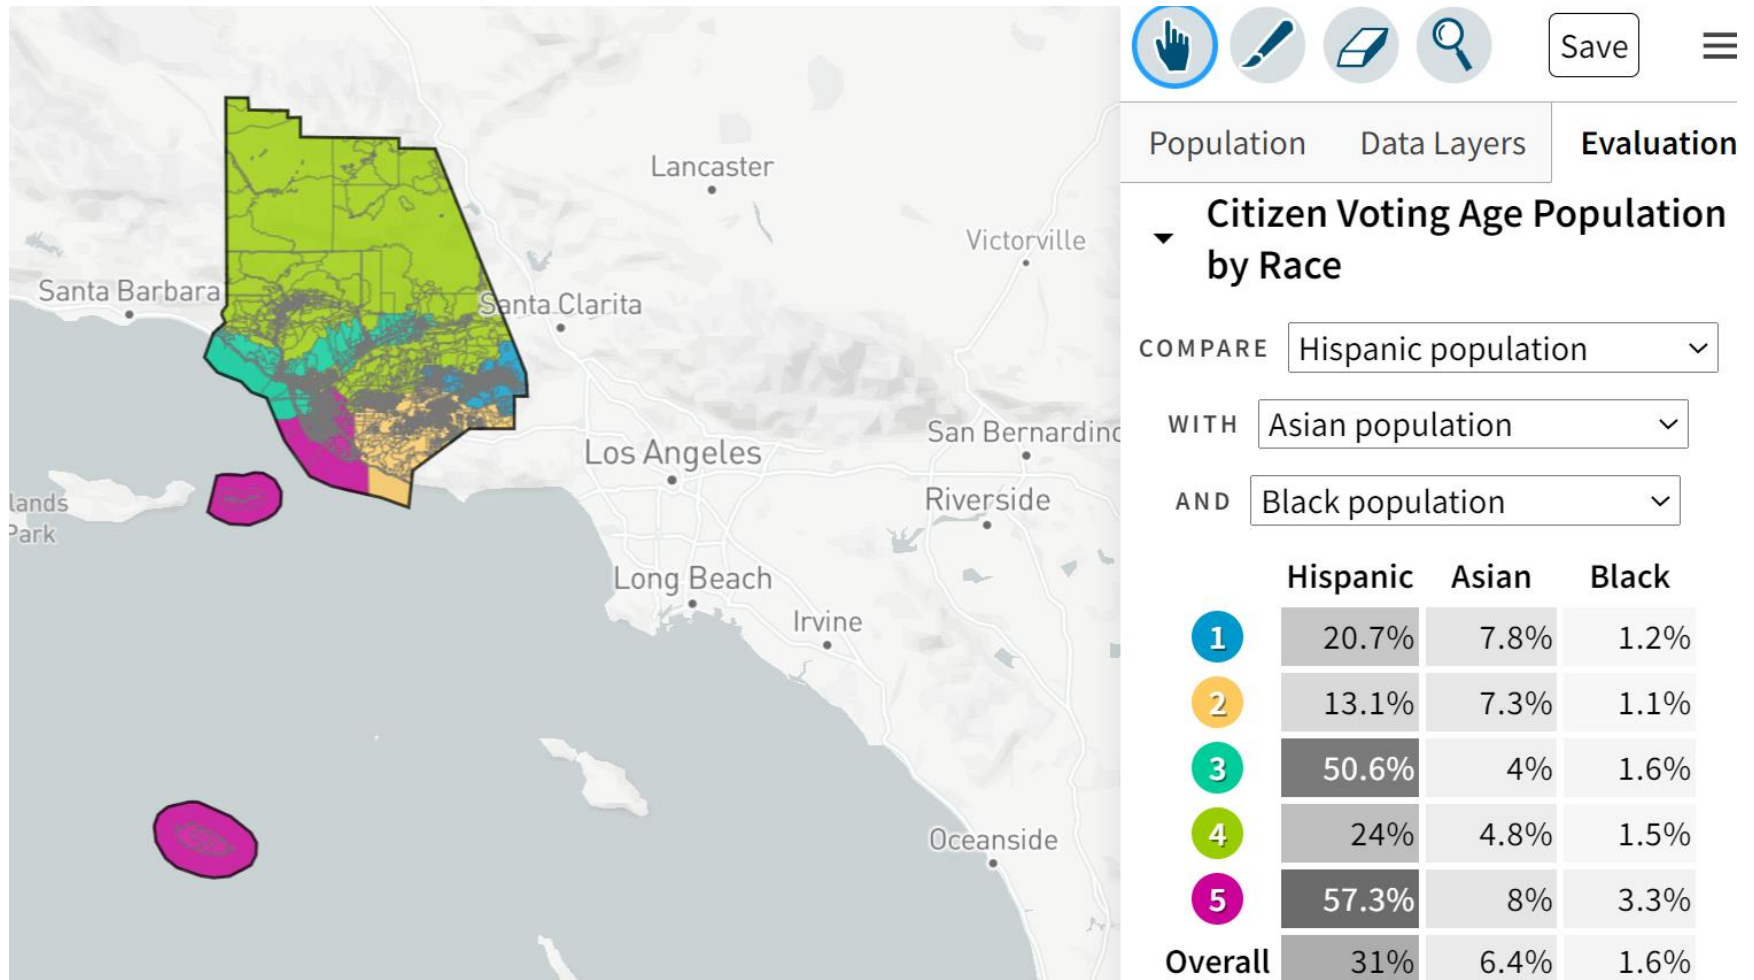 Save
Population Data Layers Evaluation
Citizen Voting Age Population
by Race
COMPARE Hispanic population
WITH Asian population
AND Black population
Hispanic Asian Black
1 20.7% 7.8% 1.2%
2 13.1% 7.3% 1.1%
3 50.6% 4% 1.6%
4 24% 4.8% 1.5%
5 57.3% 8% 3.3%
Overall 31% 6.4% 1.6%
Lancaster
Victorville
Santa Barbara
Santa Clarita
San Bernardino
Los Angeles
lands
Park
Riverside
Long Beach
Irvine
Oceanside